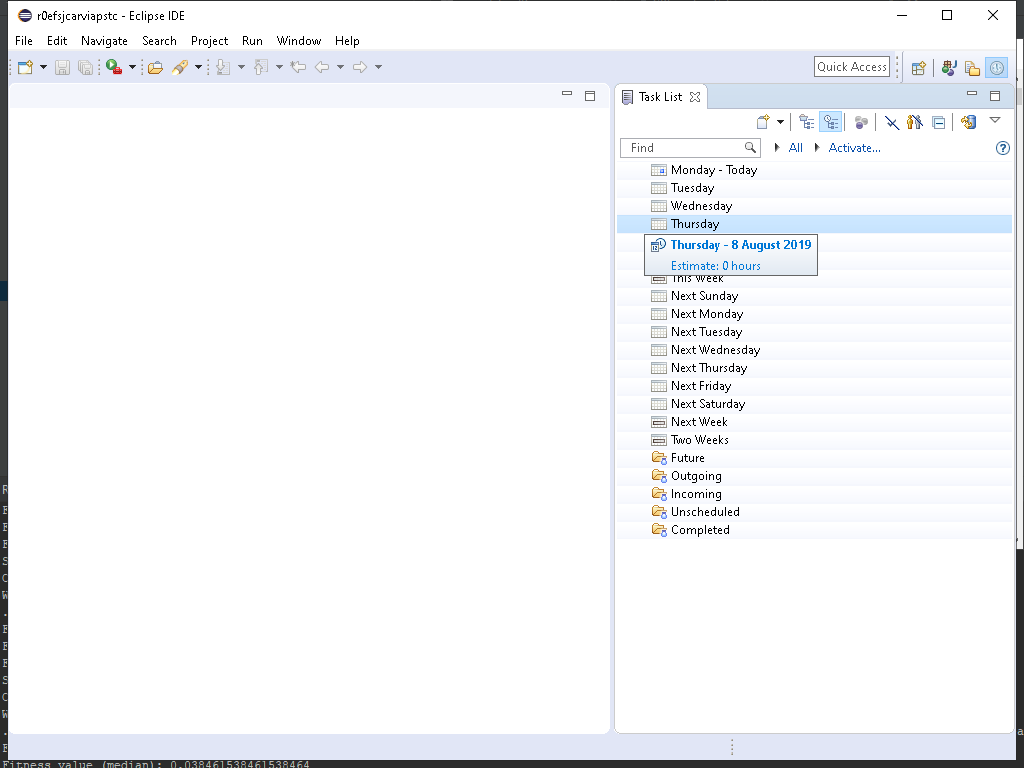 r0efsjcarviapstc - Eclipse IDE
File Edit Navigate Search Project Run Window Help
Quick Access
Task List
Find All Activate...
Monday - Today
Tuesday
Wednesday
Thursday
Thursday - 8 August 2019
Estimate: 0 hours
This Week
Next Sunday
Next Monday
Next Tuesday
Next Wednesday
Next Thursday
Next Friday
Next Saturday
Next Week
Two Weeks
Future
Outgoing
Incoming
Unscheduled
Completed
Fitness value (median): 0.038461538461538464